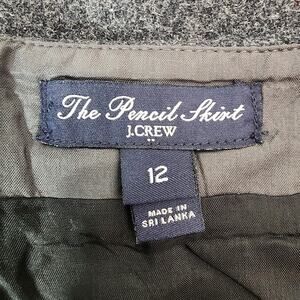 The Pencil Skirt
J.CREW
12
MADE IN
SRI LANKA